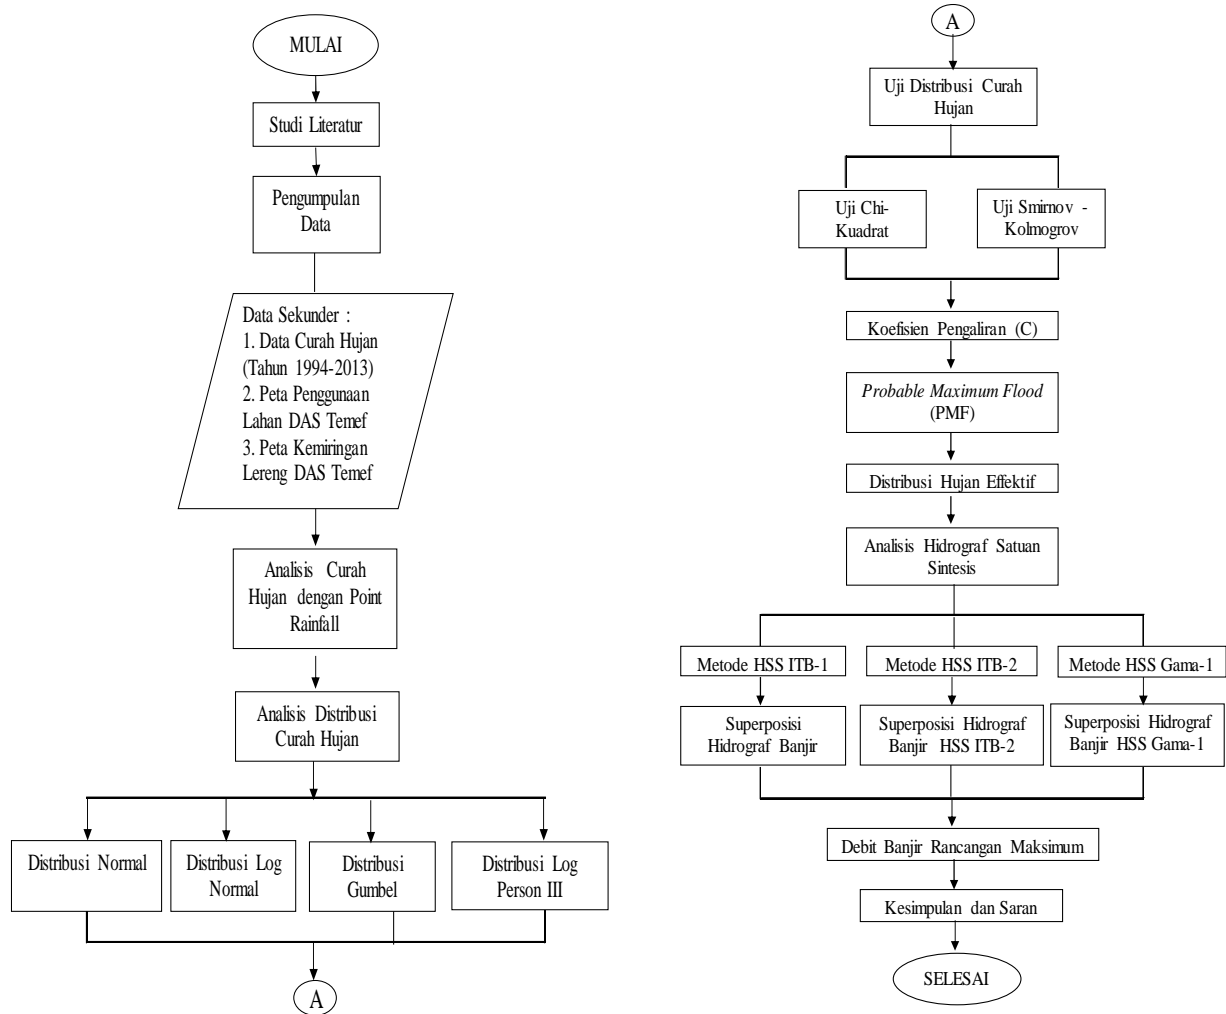 MULAI
Studi Literatur
Pengumpulan
Data
Data Sekunder :
1. Data Curah Hujan
(Tahun 1994-2013)
2. Peta Penggunaan
Lahan DAS Temef
3. Peta Kemiringan
Lereng DAS Temef
Analisis Curah
Hujan dengan Point
Rainfall
Analisis Distribusi
Curah Hujan
Distribusi Normal
Distribusi Log
Normal
Distribusi
Gumbel
Distribusi Log
Person III
A
A
Uji Distribusi Curah
Hujan
Uji Chi-
Kuadrat
Uji Smirnov -
Kolmogrov
Koefisien Pengaliran (C)
Probable Maximum Flood
(PMF)
Distribusi Hujan Effektif
Analisis Hidrograf Satuan
Sintesis
Metode HSS ITB-1
Metode HSS ITB-2
Metode HSS Gama-1
Superposisi
Hidrograf Banjir
Superposisi Hidrograf
Banjir HSS ITB-2
Superposisi Hidrograf
Banjir HSS Gama-1
Debit Banjir Rancangan Maksimum
Kesimpulan dan Saran
SELESAI